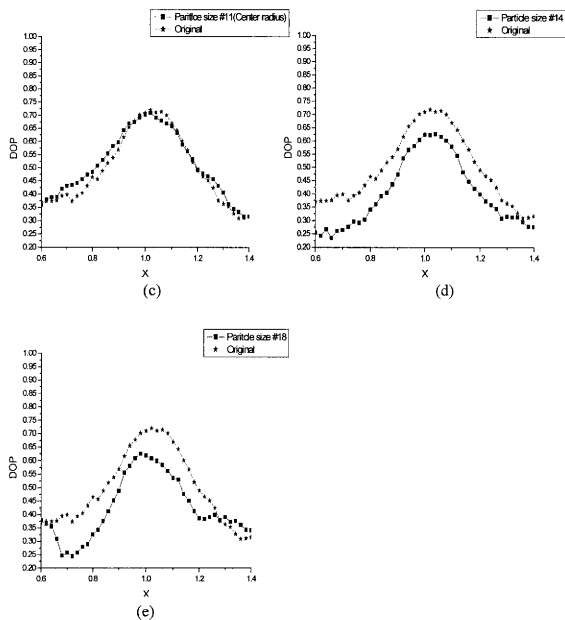 Paritlce size #11(Center radius)
Original
1.00
0.95
0.90
0.85
0.80
0.75
0.70
0.65
0.60
0.55
0.50
0.45
0.40
0.35
0.30
0.25
0.20
DOP
0.6 0.8 1.0 1.2 1.4
X
(c)
Particle size #14
Original
1.00
0.95
0.90
0.85
0.80
0.75
0.70
0.65
0.60
0.55
0.50
0.45
0.40
0.35
0.30
0.25
0.20
DOP
0.6 0.8 1.0 1.2 1.4
X
(d)
Paritcle size #18
Original
1.00
0.95
0.90
0.85
0.80
0.75
0.70
0.65
0.60
0.55
0.50
0.45
0.40
0.35
0.30
0.25
0.20
DOP
0.6 0.8 1.0 1.2 1.4
X
(e)